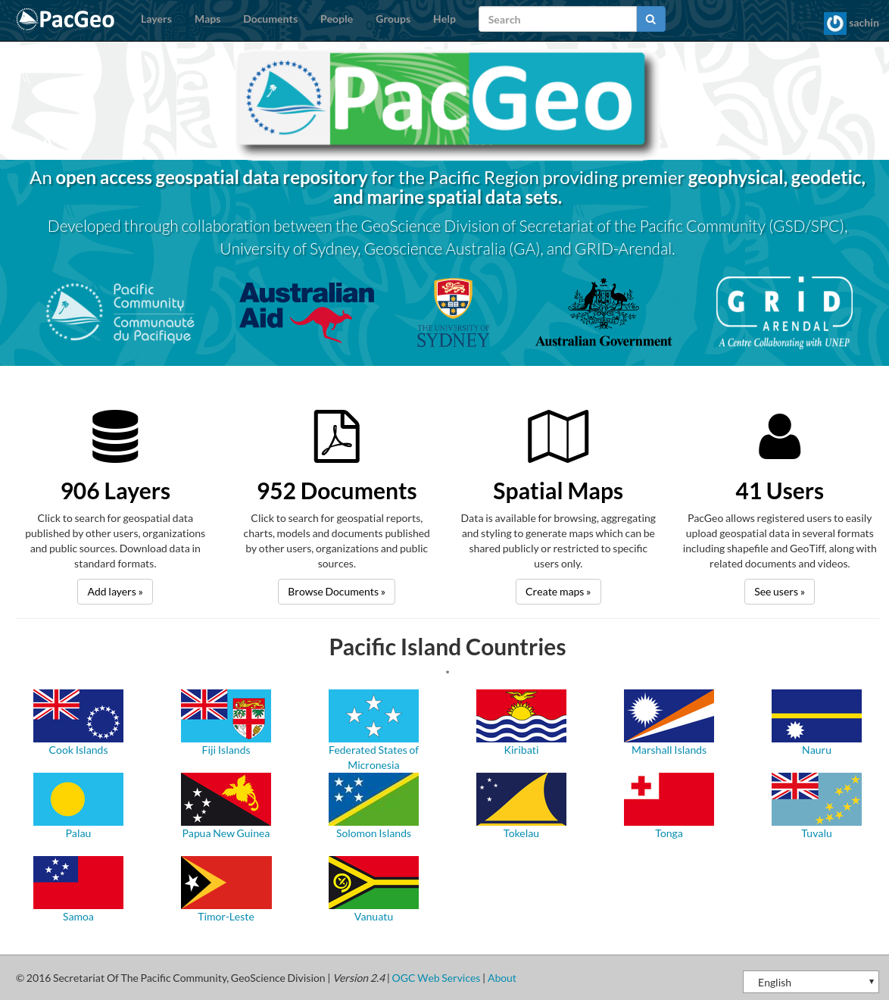 PacGeo Layers Maps Documents People Groups Help Search sachin
PacGeo
An open access geospatial data repository for the Pacific Region providing premier geophysical, geodetic,
and marine spatial data sets.
Developed through collaboration between the GeoScience Division of Secretariat of the Pacific Community (GSD/SPC),
University of Sydney, Geoscience Australia (GA), and GRID-Arendal.
Pacific
Community
Communauté
du Pacifique
Australian
Aid
THE UNIVERSITY OF
SYDNEY
Australian Government
GRID
ARENDAL
A Centre Collaborating with UNEP
906 Layers
Click to search for geospatial data
published by other users, organizations
and public sources. Download data in
standard formats.
Add layers »
952 Documents
Click to search for geospatial reports,
charts, models and documents published
by other users, organizations and public
sources.
Browse Documents »
Spatial Maps
Data is available for browsing, aggregating
and styling to generate maps which can be
shared publicly or restricted to specific
users only.
Create maps »
41 Users
PacGeo allows registered users to easily
upload geospatial data in several formats
including shapefile and GeoTiff, along with
related documents and videos.
See users »
Pacific Island Countries
*
Cook Islands
Fiji Islands
Federated States of
Micronesia
Kiribati
Marshall Islands
Nauru
Palau
Papua New Guinea
Solomon Islands
Tokelau
Tonga
Tuvalu
Samoa
Timor-Leste
Vanuatu
© 2016 Secretariat Of The Pacific Community, GeoScience Division | Version 2.4 | OGC Web Services | About
English